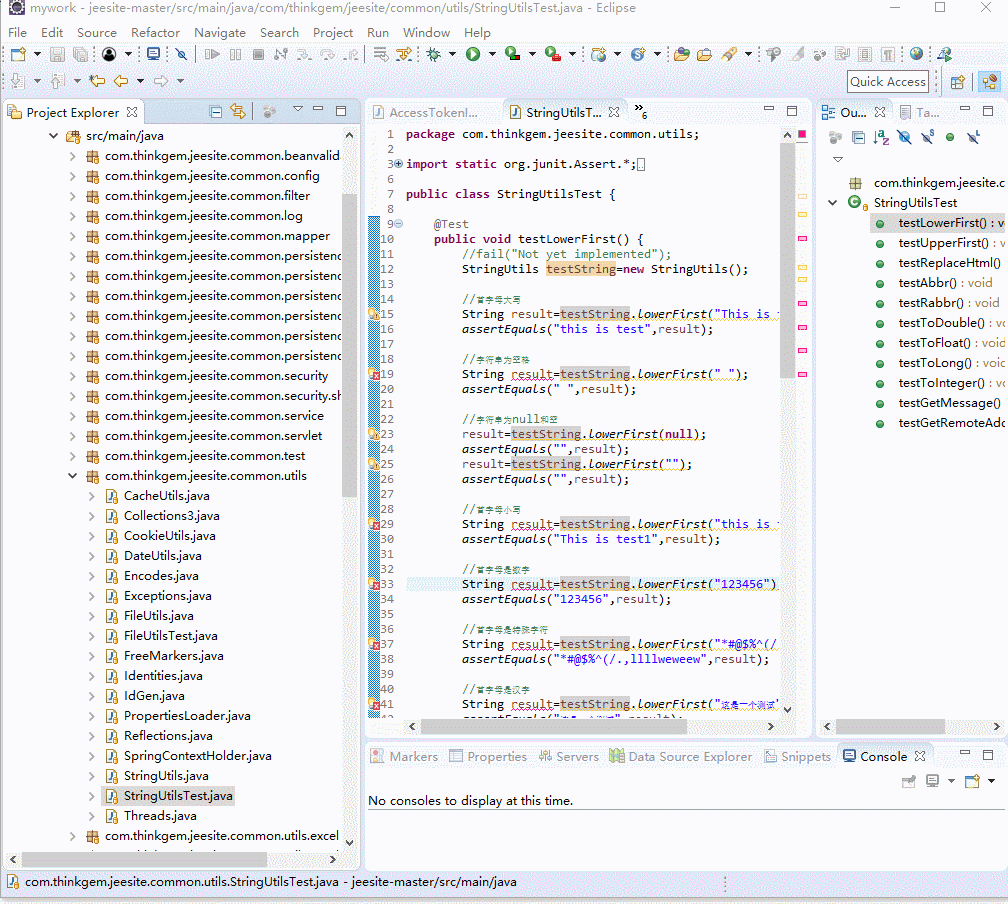 mywork - jeesite-master/src/main/java/com/thinkgem/jeesite/common/utils/StringUtilsTest.java - Eclipse
File Edit Source Refactor Navigate Search Project Run Window Help
Quick Access
Project Explorer
src/main/java
com.thinkgem.jeesite.common.beanvalid
com.thinkgem.jeesite.common.config
com.thinkgem.jeesite.common.filter
com.thinkgem.jeesite.common.log
com.thinkgem.jeesite.common.mapper
com.thinkgem.jeesite.common.persistenc
com.thinkgem.jeesite.common.persistenc
com.thinkgem.jeesite.common.persistenc
com.thinkgem.jeesite.common.persistenc
com.thinkgem.jeesite.common.persistenc
com.thinkgem.jeesite.common.persistenc
com.thinkgem.jeesite.common.security
com.thinkgem.jeesite.common.security.sh
com.thinkgem.jeesite.common.service
com.thinkgem.jeesite.common.servlet
com.thinkgem.jeesite.common.test
com.thinkgem.jeesite.common.utils
CacheUtils.java
Collections3.java
CookieUtils.java
DateUtils.java
Encodes.java
Exceptions.java
FileUtils.java
FileUtilsTest.java
FreeMarkers.java
Identities.java
IdGen.java
PropertiesLoader.java
Reflections.java
SpringContextHolder.java
StringUtils.java
StringUtilsTest.java
Threads.java
com.thinkgem.jeesite.common.utils.excel
AccessTokenI... StringUtilsT... »6
1 package com.thinkgem.jeesite.common.utils;
2
3 import static org.junit.Assert.*;
6
7 public class StringUtilsTest {
8
9 @Test
10 public void testLowerFirst() {
11 //fail("Not yet implemented");
12 StringUtils testString=new StringUtils();
13
14 //首字母大写
15 String result=testString.lowerFirst("This is t
16 assertEquals("this is test",result);
17
18 //字符串为空格
19 String result=testString.lowerFirst(" ");
20 assertEquals(" ",result);
21
22 //字符串为null和空
23 result=testString.lowerFirst(null);
24 assertEquals("",result);
25 result=testString.lowerFirst("");
26 assertEquals("",result);
27
28 //首字母小写
29 String result=testString.lowerFirst("this is t
30 assertEquals("This is test1",result);
31
32 //首字母是数字
33 String result=testString.lowerFirst("123456")
34 assertEquals("123456",result);
35
36 //首字母是特殊字符
37 String result=testString.lowerFirst("*#@$%^(/
38 assertEquals("*#@$%^(/.,llllweweew",result);
39
40 //首字母是汉字
41 String result=testString.lowerFirst("这是一个测试"
Ou... Ta...
com.thinkgem.jeesite.c
StringUtilsTest
testLowerFirst() : v
testUpperFirst() : v
testReplaceHtml()
testAbbr() : void
testRabbr() : void
testToDouble() : vo
testToFloat() : void
testToLong() : voic
testToInteger() : vo
testGetMessage()
testGetRemoteAdd
Markers Properties Servers Data Source Explorer Snippets Console
No consoles to display at this time.
com.thinkgem.jeesite.common.utils.StringUtilsTest.java - jeesite-master/src/main/java